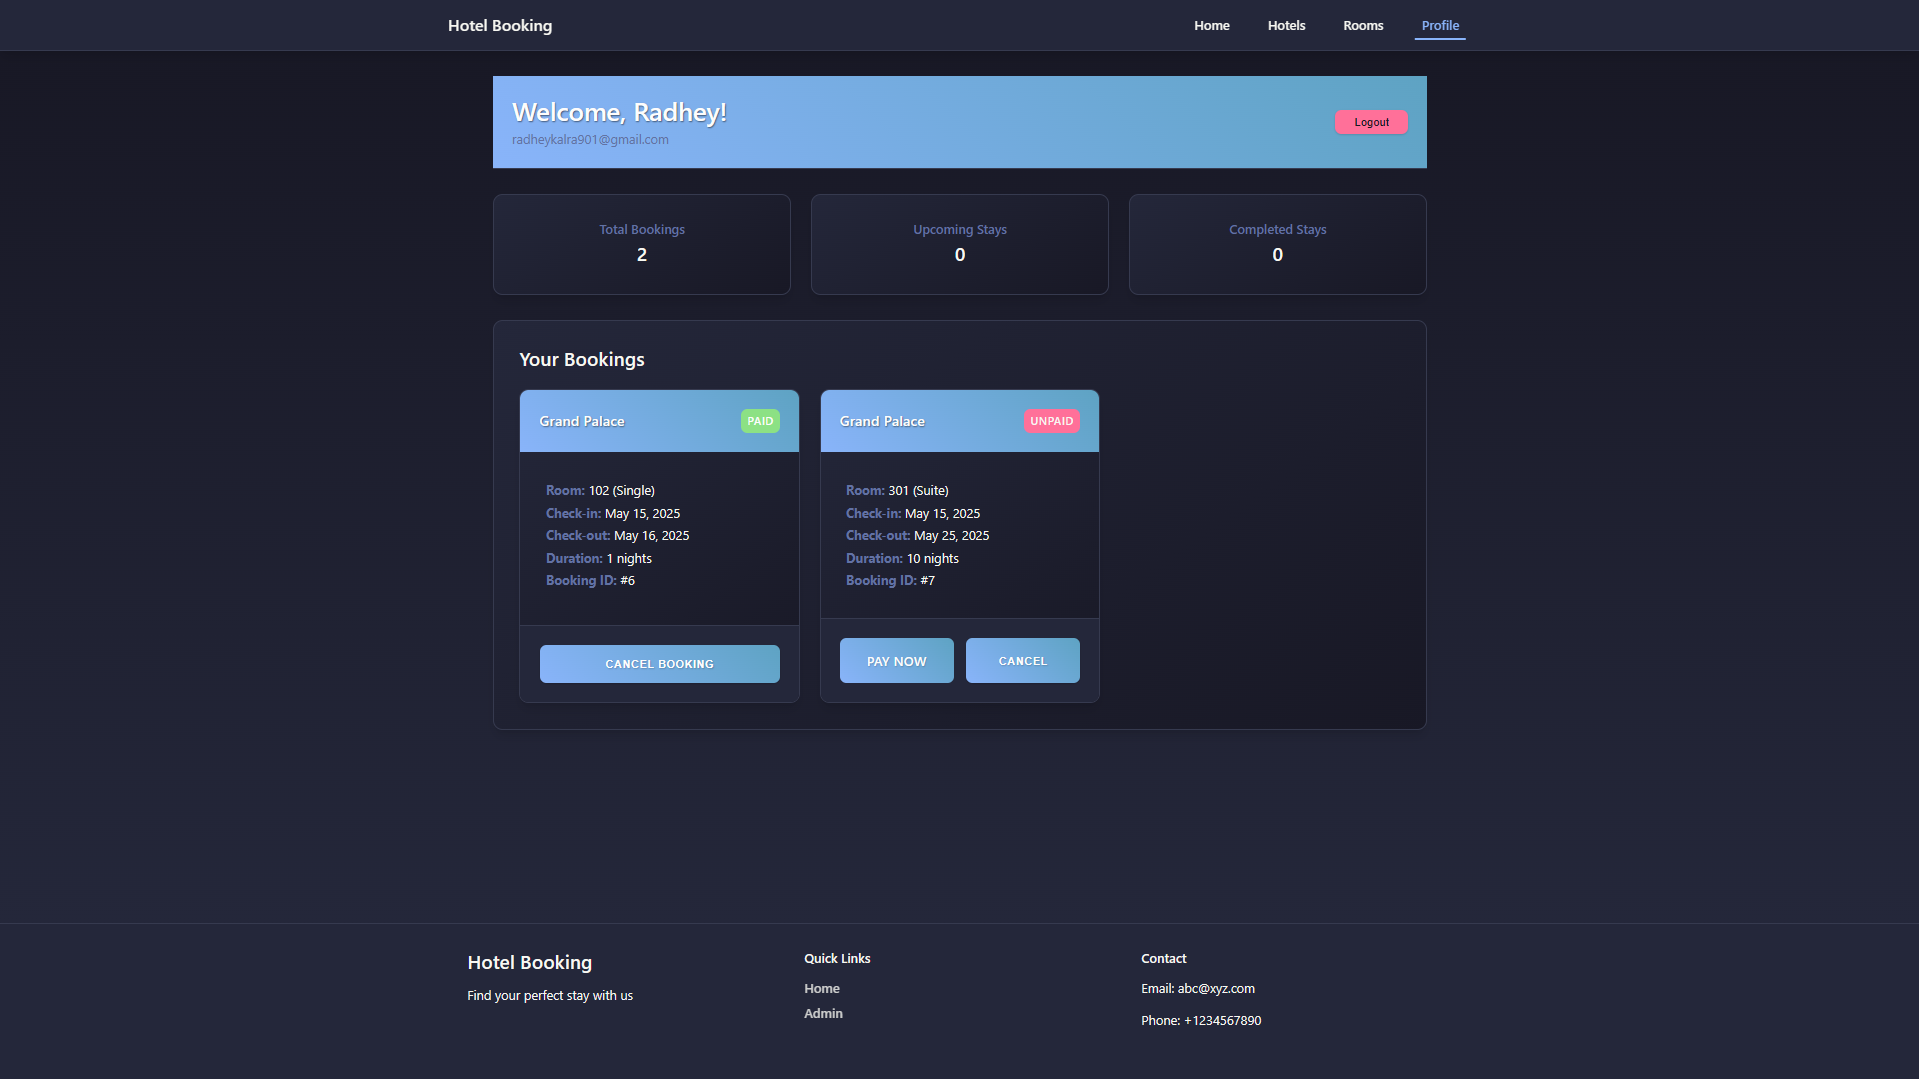 Hotel Booking
Home
Hotels
Rooms
Profile
Welcome, Radhey!
radheykalra901@gmail.com
Logout
Total Bookings
2
Upcoming Stays
0
Completed Stays
0
Your Bookings
Grand Palace
PAID
Room: 102 (Single)
Check-in: May 15, 2025
Check-out: May 16, 2025
Duration: 1 nights
Booking ID: #6
CANCEL BOOKING
Grand Palace
UNPAID
Room: 301 (Suite)
Check-in: May 15, 2025
Check-out: May 25, 2025
Duration: 10 nights
Booking ID: #7
PAY NOW
CANCEL
Hotel Booking
Find your perfect stay with us
Quick Links
Home
Admin
Contact
Email: abc@xyz.com
Phone: +1234567890